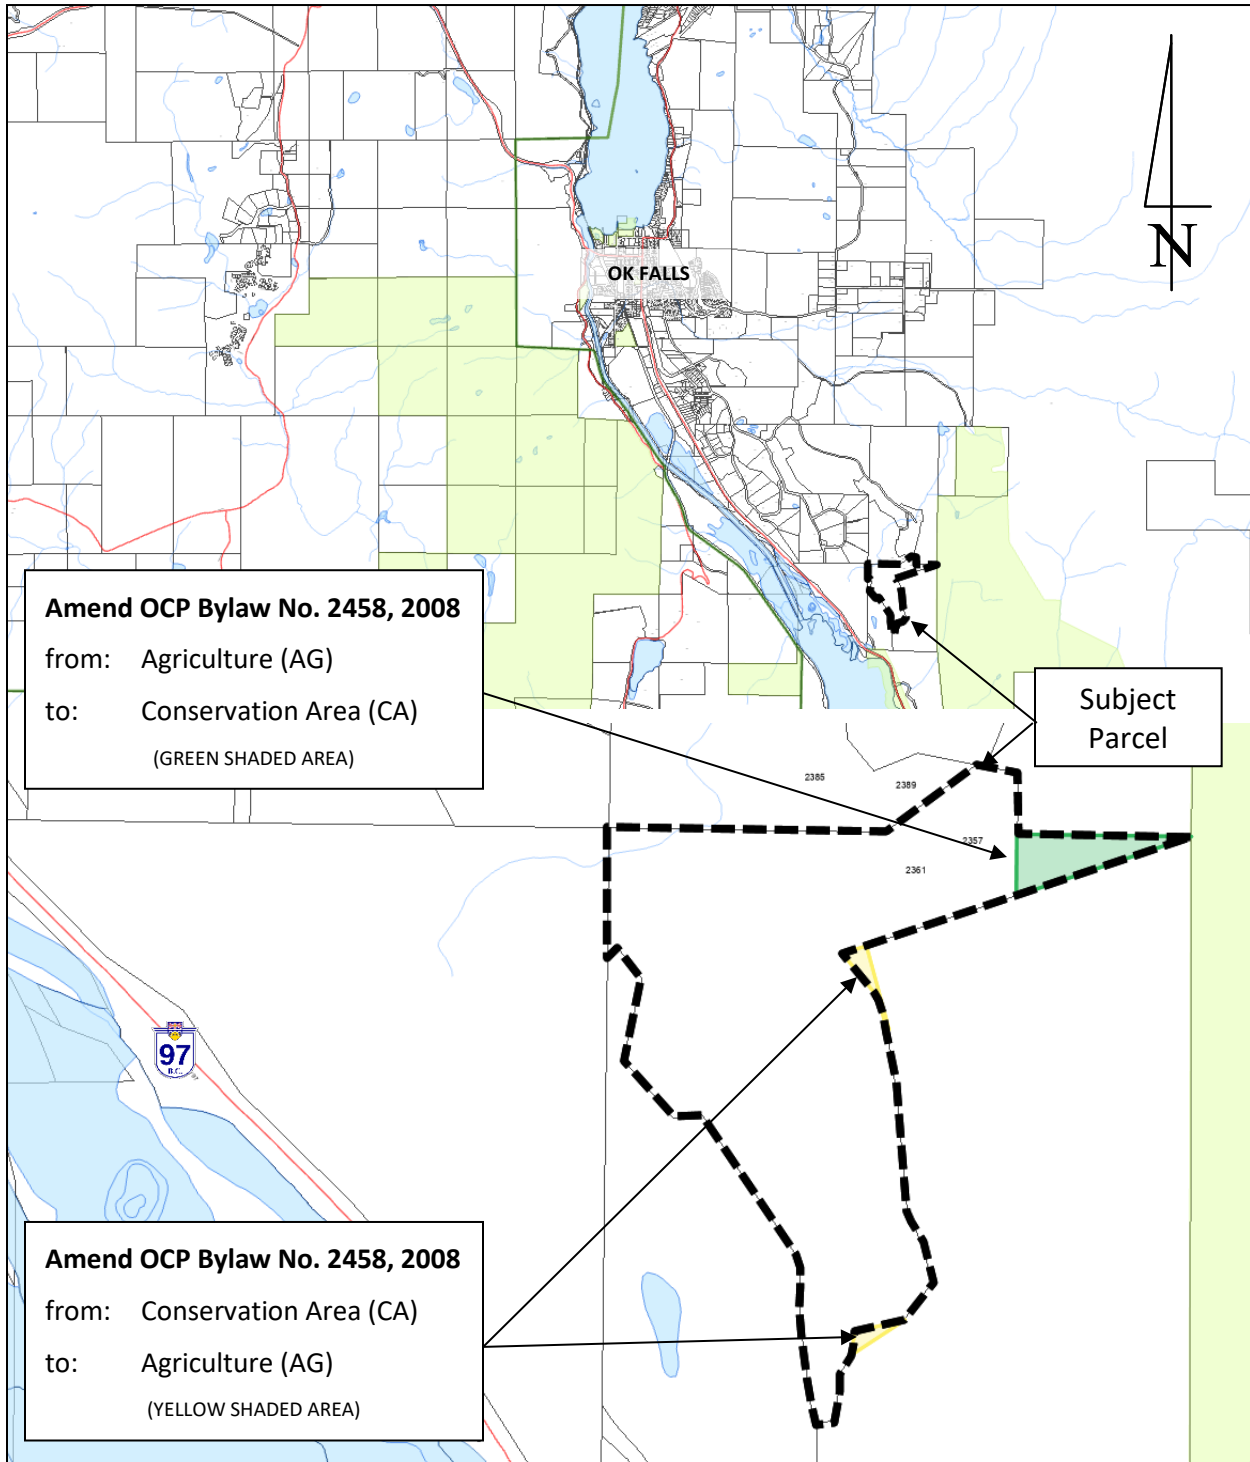 N
OK FALLS
Amend OCP Bylaw No. 2458, 2008
from: Agriculture (AG)
to: Conservation Area (CA)
(GREEN SHADED AREA)
Subject
Parcel
2385
2389
2357
2361
97
B.C.
Amend OCP Bylaw No. 2458, 2008
from: Conservation Area (CA)
to: Agriculture (AG)
(YELLOW SHADED AREA)